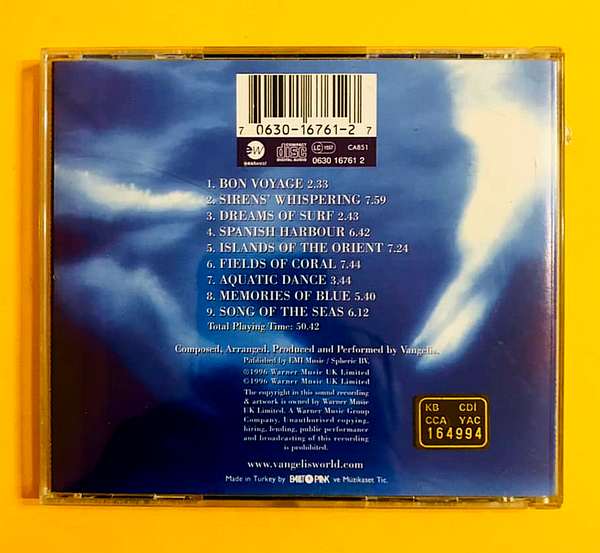 7 0630-16761-2 7
eastwest
COMPACT disc DIGITAL AUDIO
LC 1557
CA851
0630 16761 2
1. BON VOYAGE 2.33
2. SIRENS' WHISPERING 7.59
3. DREAMS OF SURF 2.43
4. SPANISH HARBOUR 6.42
5. ISLANDS OF THE ORIENT 7.24
6. FIELDS OF CORAL 7.44
7. AQUATIC DANCE 3.44
8. MEMORIES OF BLUE 5.40
9. SONG OF THE SEAS 6.12
Total Playing Time: 50.42
Composed, Arranged, Produced and Performed by Vangelis.
Published by EMI Music / Spheric BV.
℗1996 Warner Music UK Limited
©1996 Warner Music UK Limited
The copyright in this sound recording
& artwork is owned by Warner Music
UK Limited. A Warner Music Group
Company. Unauthorised copying,
hiring, lending, public performance
and broadcasting of this recording
is prohibited.
KB CDI
CCA YAC
164994
www.vangelisworld.com
Made in Turkey by ve Müzikaset Tic.